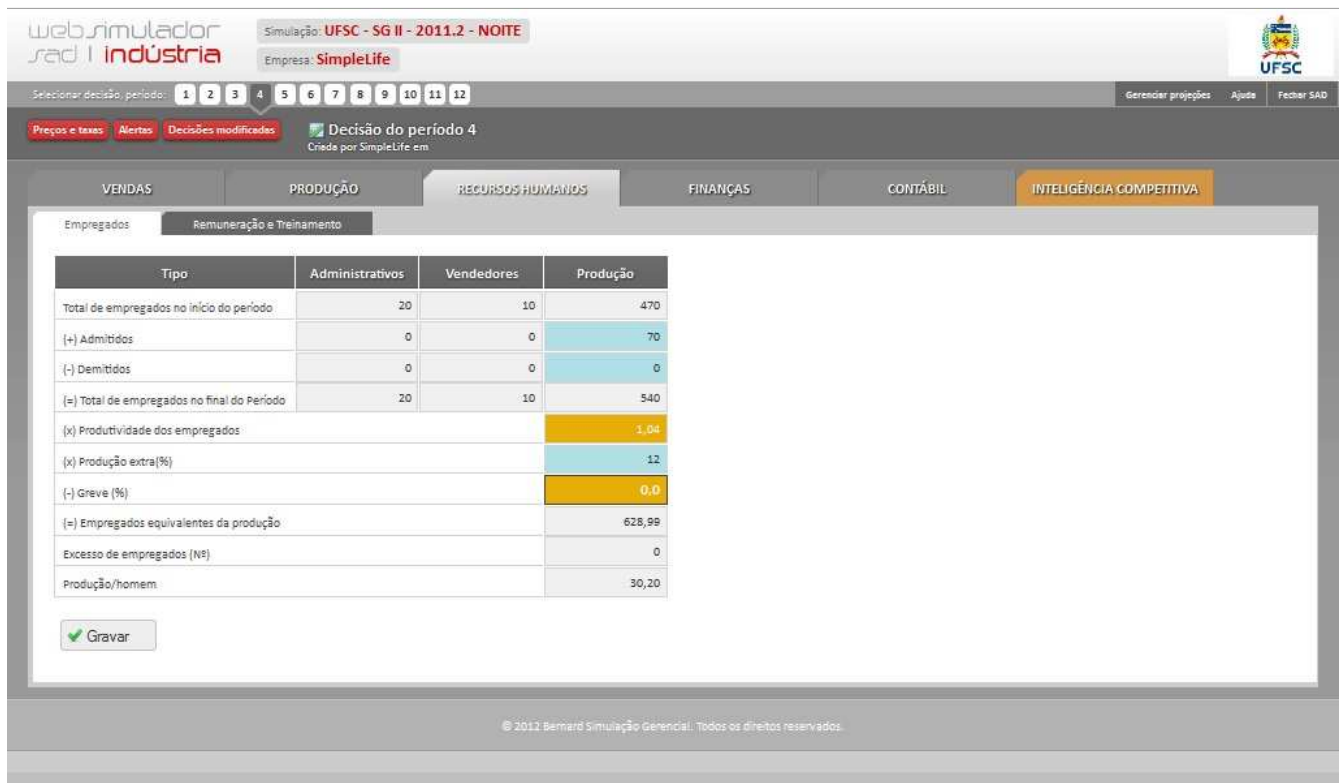 web simulador
sad | indústria
Simulação: UFSC - SG II - 2011.2 - NOITE
Empresa: SimpleLife
UFSC
Selecionar decisão, período: 1 2 3 4 5 6 7 8 9 10 11 12
Gerenciar projeções Ajuda Fechar SAD
Preços e taxas Alertas Decisões modificadas
Decisão do período 4
Criada por SimpleLife em
VENDAS PRODUÇÃO RECURSOS HUMANOS FINANÇAS CONTÁBIL INTELIGÊNCIA COMPETITIVA
Empregados Remuneração e Treinamento
Tipo Administrativos Vendedores Produção
Total de empregados no início do período 20 10 470
(+) Admitidos 0 0 70
(-) Demitidos 0 0 0
(=) Total de empregados no final do Período 20 10 540
(x) Produtividade dos empregados 1,04
(x) Produção extra(%) 12
(-) Greve (%) 0,0
(=) Empregados equivalentes da produção 628,99
Excesso de empregados (Nº) 0
Produção/homem 30,20
Gravar
© 2012 Bernard Simulação Gerencial. Todos os direitos reservados.